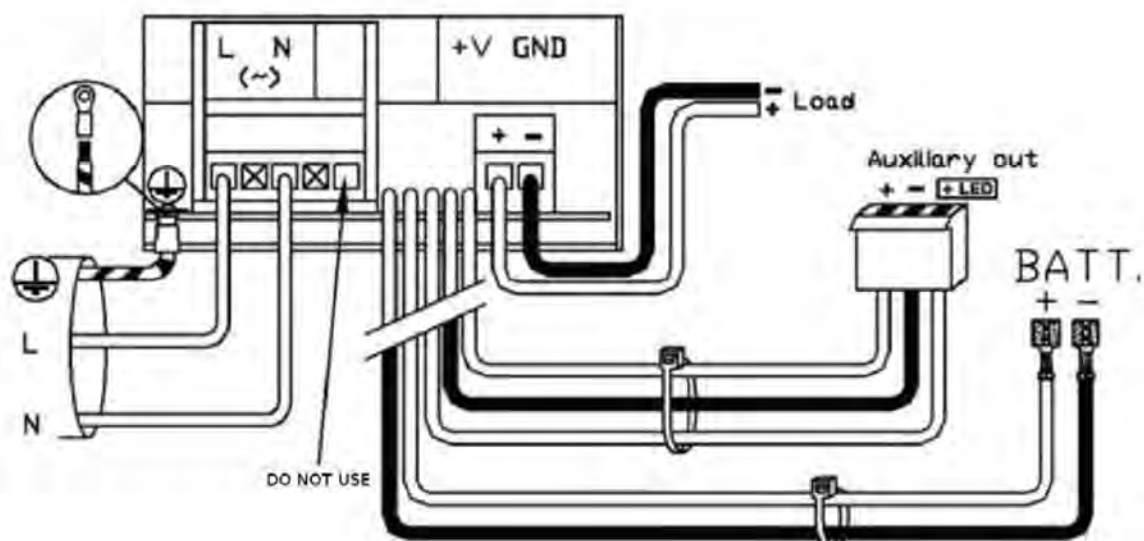 L N
(~)
+V GND
+ -
-
+ Load
Auxiliary out
+ - + LED
BATT.
+ -
L
N
DO NOT USE